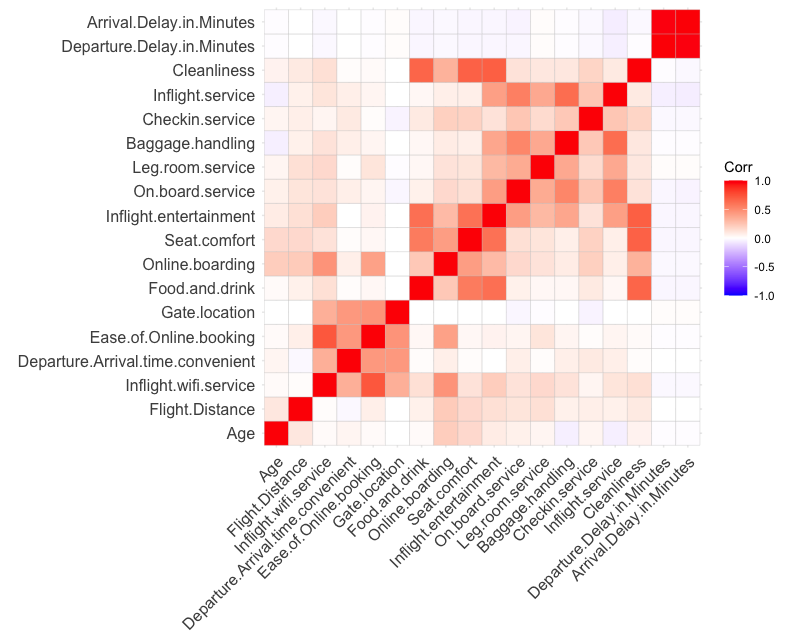 Arrival.Delay.in.Minutes
Departure.Delay.in.Minutes
Cleanliness
Inflight.service
Checkin.service
Baggage.handling
Leg.room.service
On.board.service
Inflight.entertainment
Seat.comfort
Online.boarding
Food.and.drink
Gate.location
Ease.of.Online.booking
Departure.Arrival.time.convenient
Inflight.wifi.service
Flight.Distance
Age
Age
Flight.Distance
Inflight.wifi.service
Departure.Arrival.time.convenient
Ease.of.Online.booking
Gate.location
Food.and.drink
Online.boarding
Seat.comfort
Inflight.entertainment
On.board.service
Leg.room.service
Baggage.handling
Checkin.service
Inflight.service
Cleanliness
Departure.Delay.in.Minutes
Arrival.Delay.in.Minutes
Corr
1.0
0.5
0.0
-0.5
-1.0